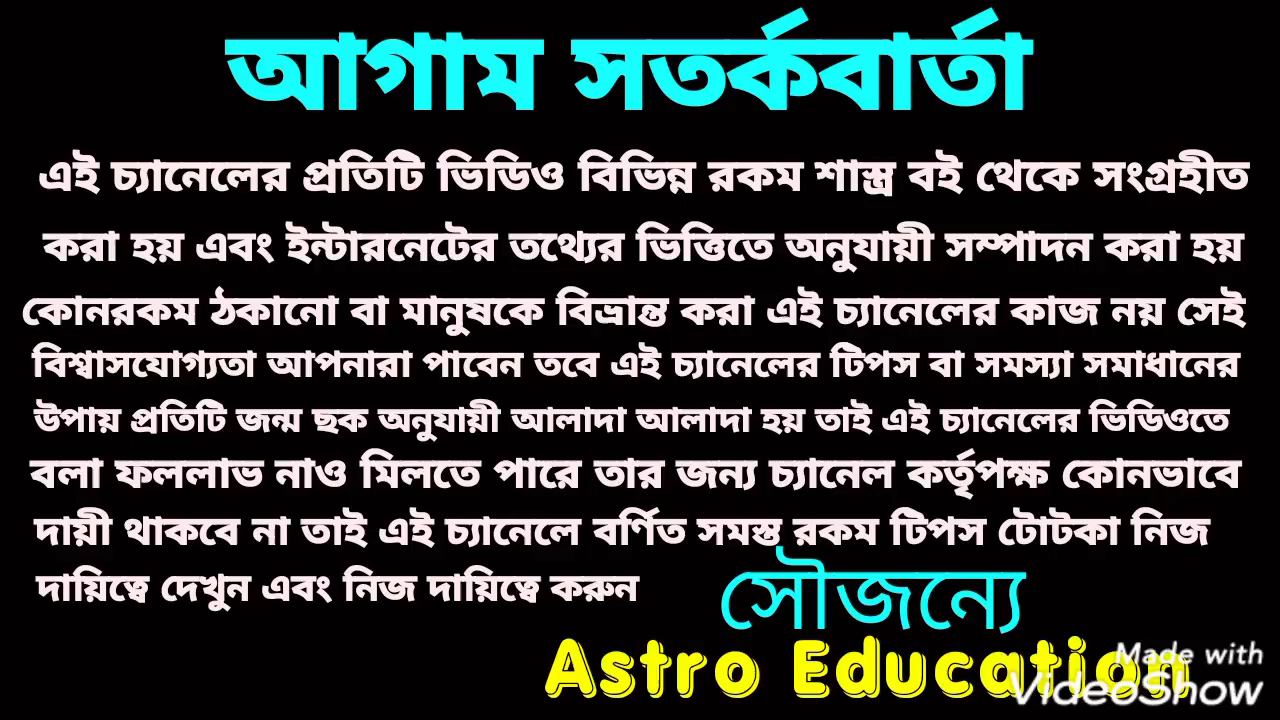 আগাম সতর্কবার্তা
এই চ্যানেলের প্রতিটি ভিডিও বিভিন্ন রকম শাস্ত্র বই থেকে সংগ্রহীত
করা হয় এবং ইন্টারনেটের তথ্যের ভিত্তিতে অনুযায়ী সম্পাদন করা হয়
কোনরকম ঠকানো বা মানুষকে বিভ্রান্ত করা এই চ্যানেলের কাজ নয় সেই
বিশ্বাসযোগ্যতা আপনারা পাবেন তবে এই চ্যানেলের টিপস বা সমস্যা সমাধানের
উপায় প্রতিটি জন্ম ছক অনুযায়ী আলাদা আলাদা হয় তাই এই চ্যানেলের ভিডিওতে
বলা ফললাভ নাও মিলতে পারে তার জন্য চ্যানেল কর্তৃপক্ষ কোনভাবে
দায়ী থাকবে না তাই এই চ্যানেলে বর্ণিত সমস্ত রকম টিপস টোটকা নিজ
দায়িত্বে দেখুন এবং নিজ দায়িত্বে করুন
সৌজন্যে
Astro Education
Made with
VideoShow